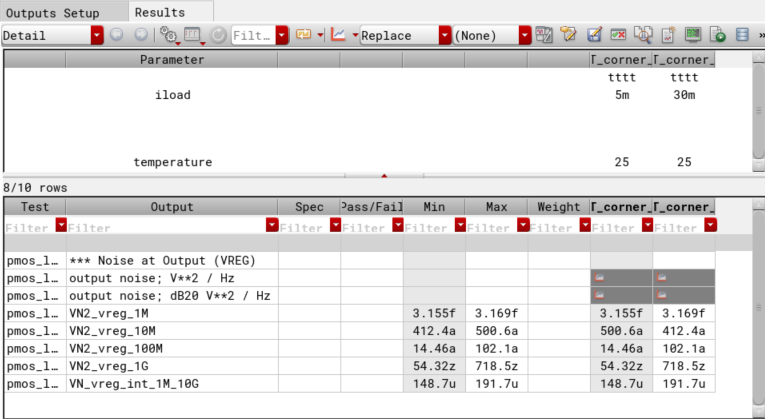 Outputs Setup Results
Detail Filt... Replace (None) »
Parameter T_corner_ T_corner_
tttt tttt
iload 5m 30m
temperature 25 25
8/10 rows
Test Output Spec Pass/Fail Min Max Weight T_corner_ T_corner_
Filter Filter Filter Filter Filter Filter Filter Filter Filter
pmos_l… *** Noise at Output (VREG)
pmos_l… output noise; V**2 / Hz
pmos_l… output noise; dB20 V**2 / Hz
pmos_l… VN2_vreg_1M 3.155f 3.169f 3.155f 3.169f
pmos_l… VN2_vreg_10M 412.4a 500.6a 500.6a 412.4a
pmos_l… VN2_vreg_100M 14.46a 102.1a 14.46a 102.1a
pmos_l… VN2_vreg_1G 54.32z 718.5z 54.32z 718.5z
pmos_l… VN_vreg_int_1M_10G 148.7u 191.7u 148.7u 191.7u